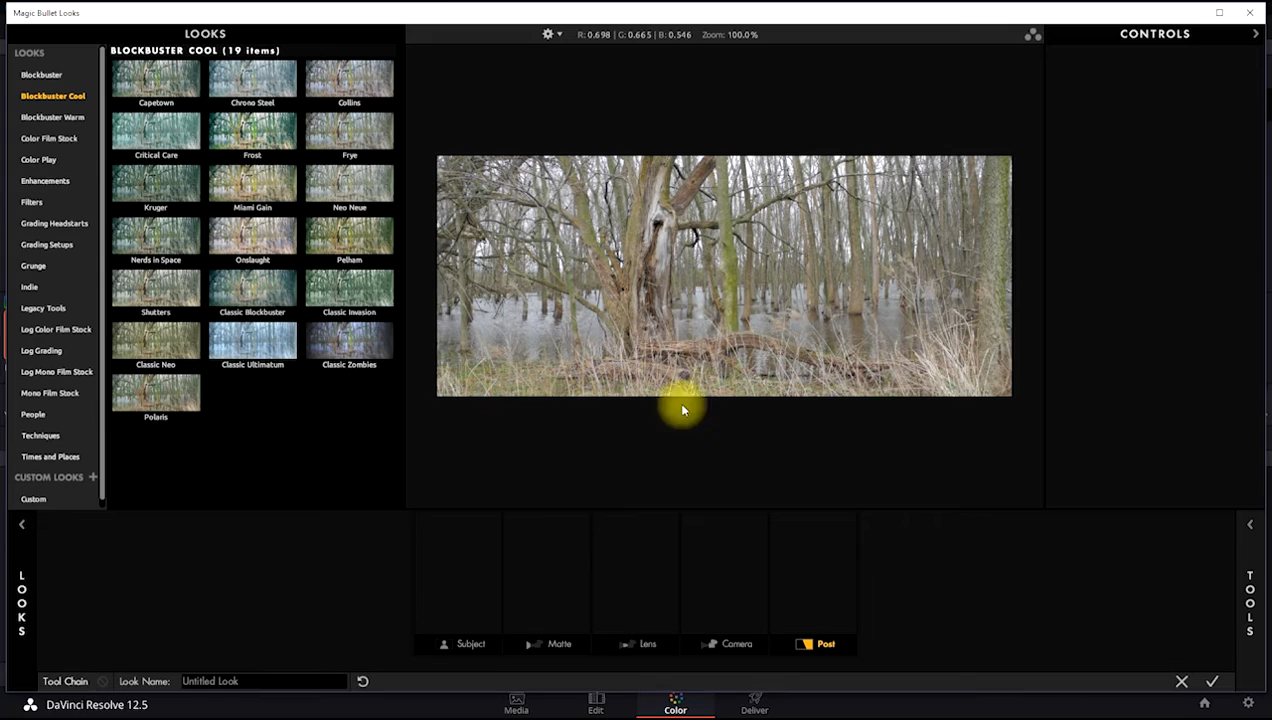 Magic Bullet Looks
LOOKS
R: 0.698 | G: 0.665 | B: 0.546 Zoom: 100.0%
CONTROLS
LOOKS
Blockbuster
Blockbuster Cool
Blockbuster Warm
Color Film Stock
Color Play
Enhancements
Filters
Grading Headstarts
Grading Setups
Grunge
Indie
Legacy Tools
Log Color Film Stock
Log Grading
Log Mono Film Stock
Mono Film Stock
People
Techniques
Times and Places
CUSTOM LOOKS +
Custom
BLOCKBUSTER COOL (19 items)
Capetown Chrono Steel Collins
Critical Care Frost Frye
Kruger Miami Gain Neo Neue
Nerds in Space Onslaught Pelham
Shutters Classic Blockbuster Classic Invasion
Classic Neo Classic Ultimatum Classic Zombies
Polaris
LOOKS
TOOLS
Subject Matte Lens Camera Post
Tool Chain Look Name: Untitled Look
DaVinci Resolve 12.5
Media Edit Color Deliver